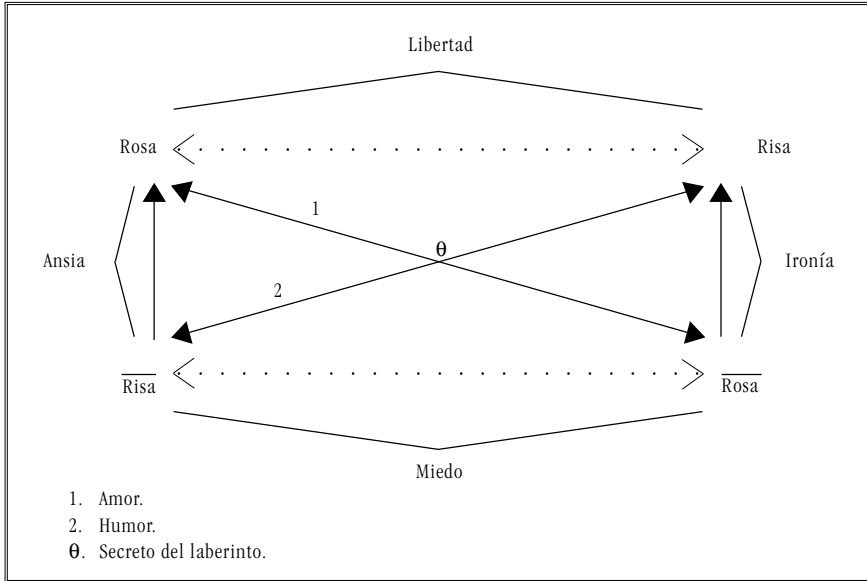 Libertad
Rosa Risa
1
θ
Ansia Ironía
2
Risa Rosa
Miedo
1. Amor.
2. Humor.
θ. Secreto del laberinto.